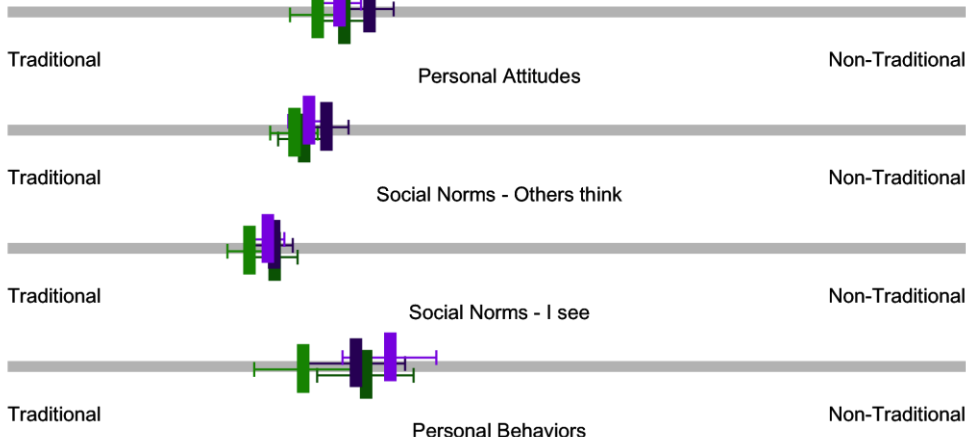 Traditional
Non-Traditional
Personal Attitudes
Traditional
Non-Traditional
Social Norms - Others think
Traditional
Non-Traditional
Social Norms - I see
Traditional
Non-Traditional
Personal Behaviors